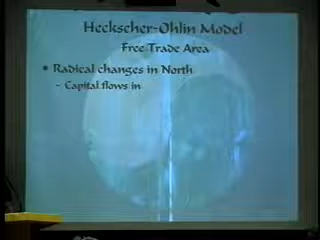 Heckscher-Ohlin Model
Free Trade Area
• Radical changes in North
– Capital flows in